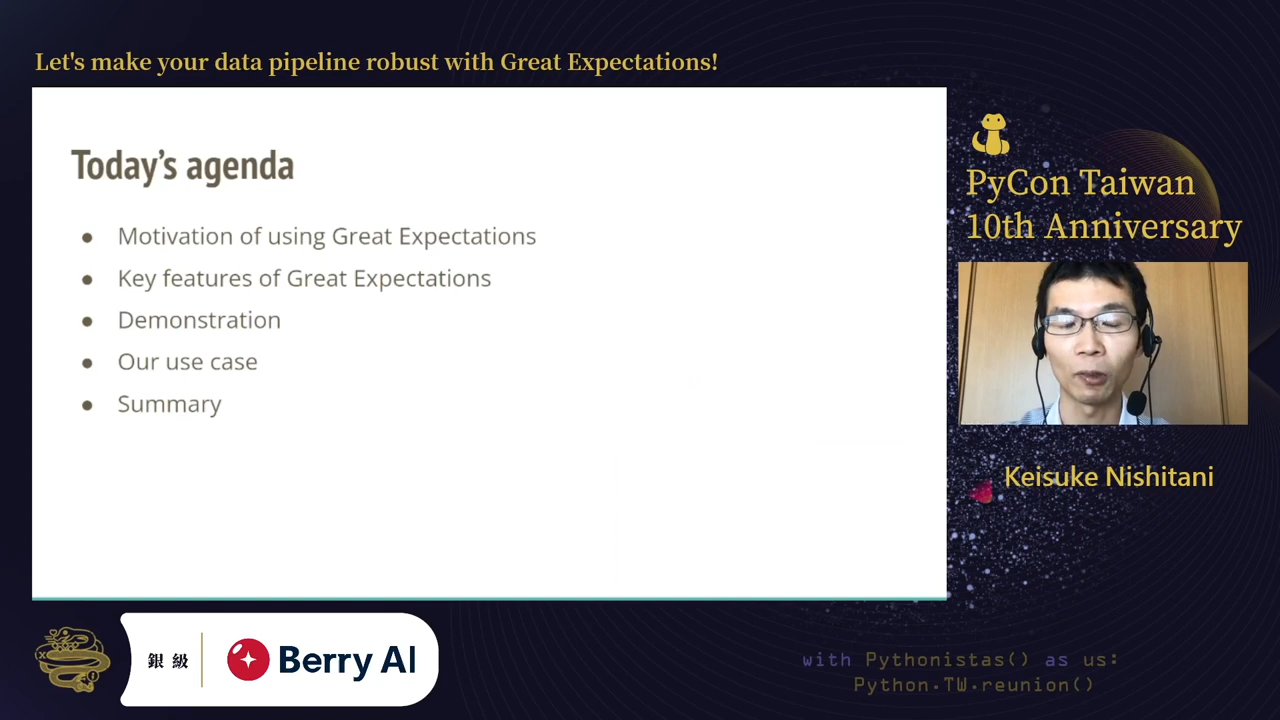 Let's make your data pipeline robust with Great Expectations!
Today's agenda
● Motivation of using Great Expectations
● Key features of Great Expectations
● Demonstration
● Our use case
● Summary
PyCon Taiwan
10th Anniversary
Keisuke Nishitani
銀級
Berry AI
with Pythonistas() as us:
Python.TW.reunion()